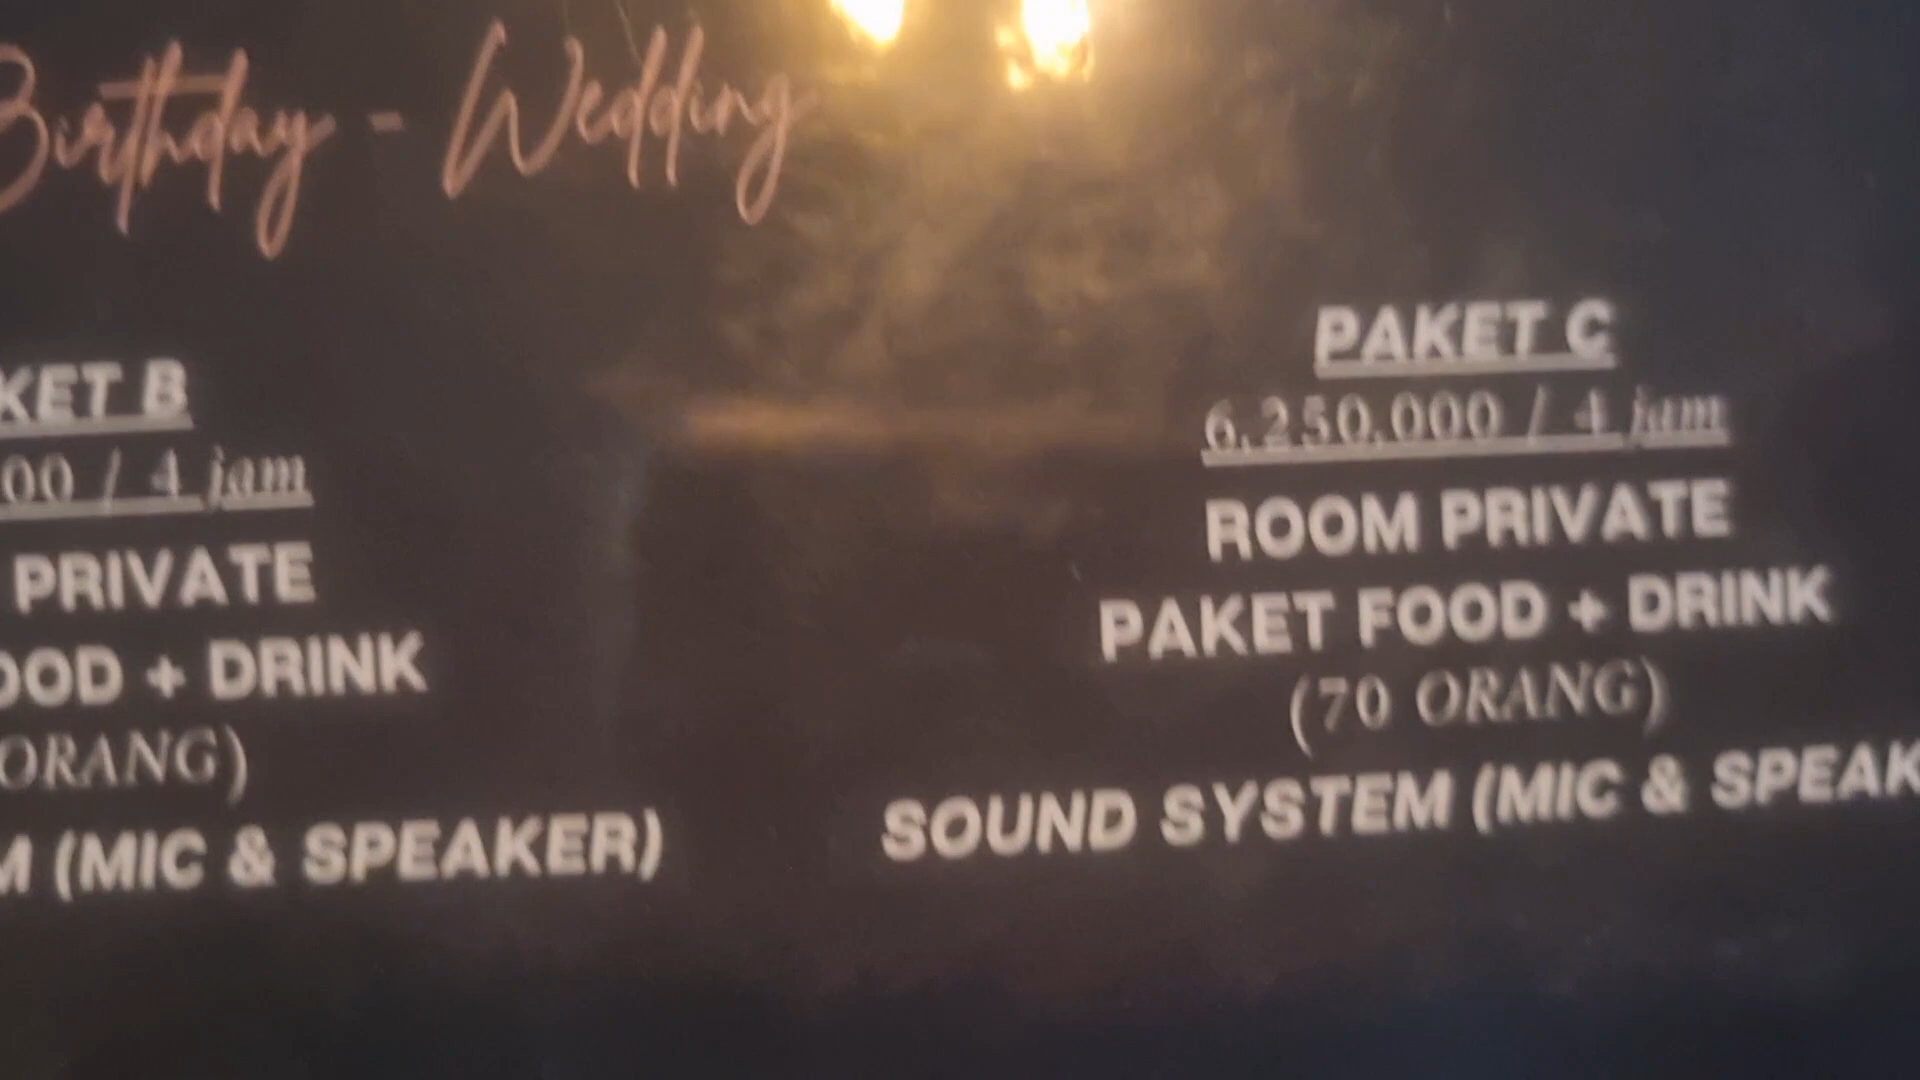 Birthday - Wedding
KET B
00 / 4 jam
PRIVATE
OOD + DRINK
ORANG)
M (MIC & SPEAKER)
PAKET C
6.250.000 / 4 jam
ROOM PRIVATE
PAKET FOOD + DRINK
(70 ORANG)
SOUND SYSTEM (MIC & SPEAK